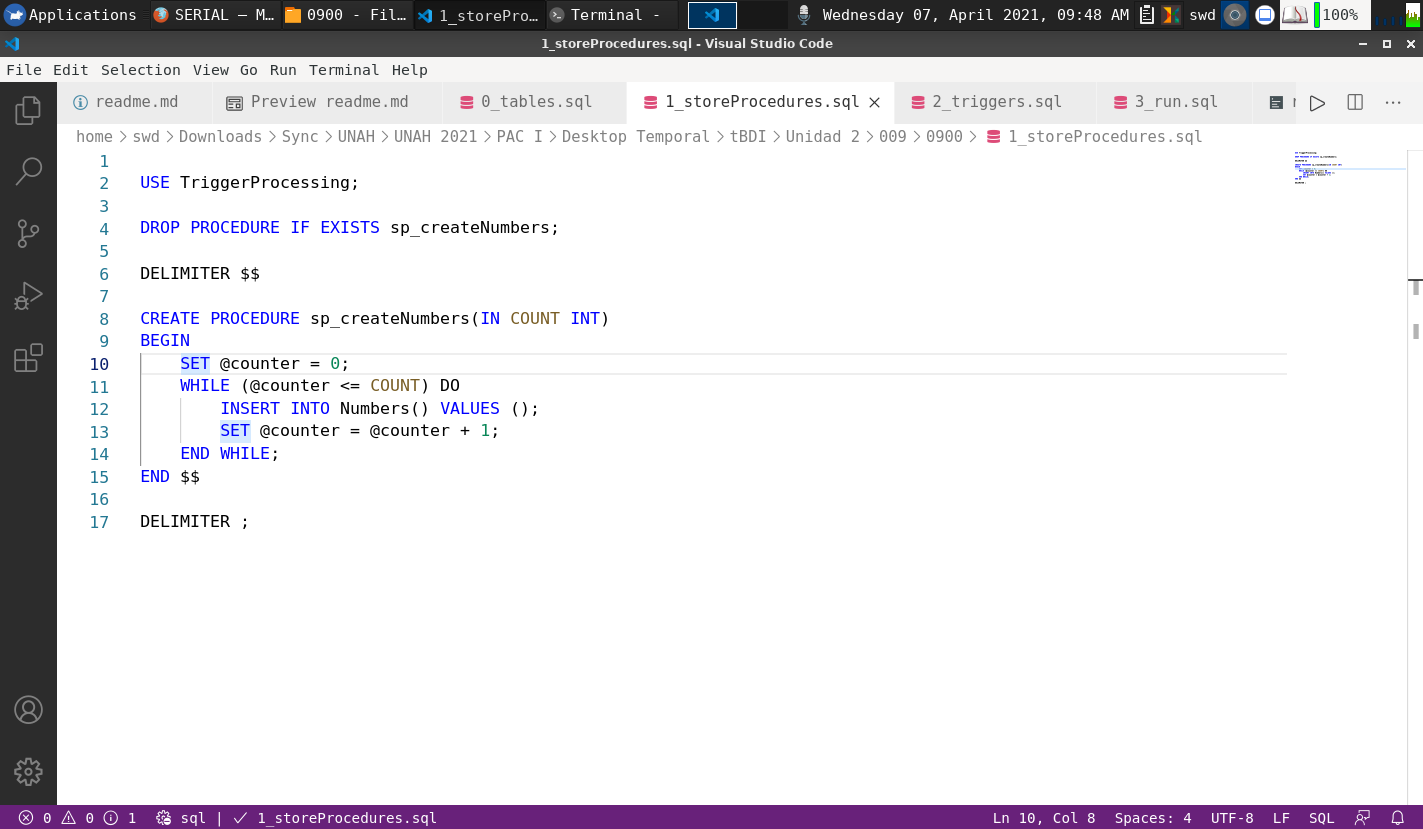 Applications SERIAL — M… 0900 - Fil… 1_storePro… Terminal - Wednesday 07, April 2021, 09:48 AM swd 100%
1_storeProcedures.sql - Visual Studio Code
File Edit Selection View Go Run Terminal Help
readme.md Preview readme.md 0_tables.sql 1_storeProcedures.sql 2_triggers.sql 3_run.sql
home > swd > Downloads > Sync > UNAH > UNAH 2021 > PAC I > Desktop Temporal > tBDI > Unidad 2 > 009 > 0900 > 1_storeProcedures.sql
1
2 USE TriggerProcessing;
3
4 DROP PROCEDURE IF EXISTS sp_createNumbers;
5
6 DELIMITER $$
7
8 CREATE PROCEDURE sp_createNumbers(IN COUNT INT)
9 BEGIN
10 SET @counter = 0;
11 WHILE (@counter <= COUNT) DO
12 INSERT INTO Numbers() VALUES ();
13 SET @counter = @counter + 1;
14 END WHILE;
15 END $$
16
17 DELIMITER ;
0 0 1 sql | 1_storeProcedures.sql Ln 10, Col 8 Spaces: 4 UTF-8 LF SQL